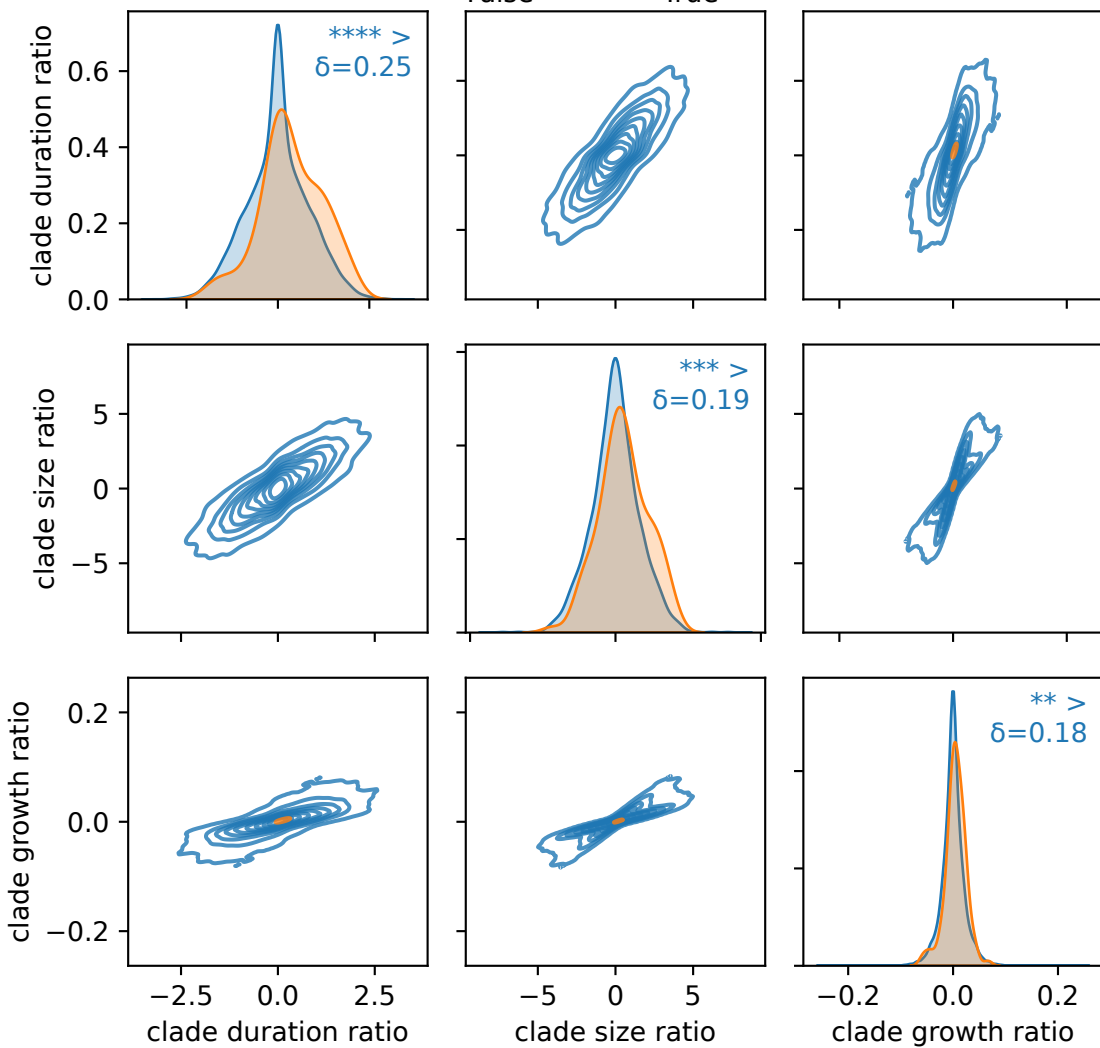 clade duration ratio
0.6
0.4
0.2
0.0
**** >
δ=0.25
clade size ratio
5
0
−5
*** >
δ=0.19
clade growth ratio
0.2
0.0
−0.2
** >
δ=0.18
−2.5 0.0 2.5
−5 0 5
−0.2 0.0 0.2
clade duration ratio
clade size ratio
clade growth ratio